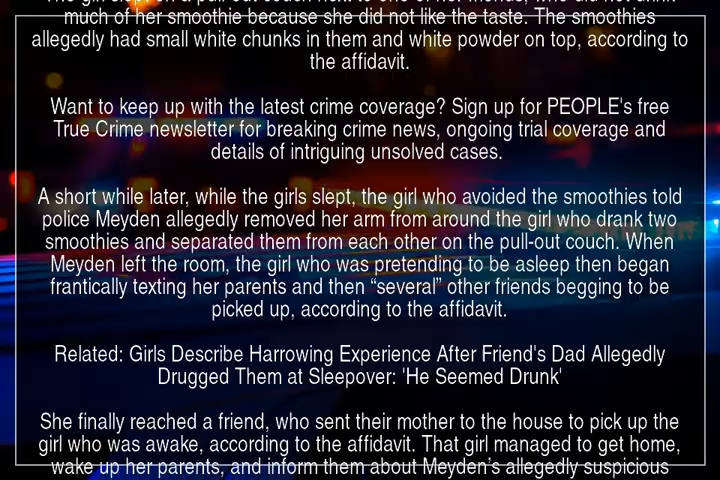 much of her smoothie because she did not like the taste. The smoothies
allegedly had small white chunks in them and white powder on top, according to
the affidavit.
Want to keep up with the latest crime coverage? Sign up for PEOPLE's free
True Crime newsletter for breaking crime news, ongoing trial coverage and
details of intriguing unsolved cases.
A short while later, while the girls slept, the girl who avoided the smoothies told
police Meyden allegedly removed her arm from around the girl who drank two
smoothies and separated them from each other on the pull-out couch. When
Meyden left the room, the girl who was pretending to be asleep then began
frantically texting her parents and then “several” other friends begging to be
picked up, according to the affidavit.
Related: Girls Describe Harrowing Experience After Friend's Dad Allegedly
Drugged Them at Sleepover: 'He Seemed Drunk'
She finally reached a friend, who sent their mother to the house to pick up the
girl who was awake, according to the affidavit. That girl managed to get home,
wake up her parents, and inform them about Meyden’s allegedly suspicious